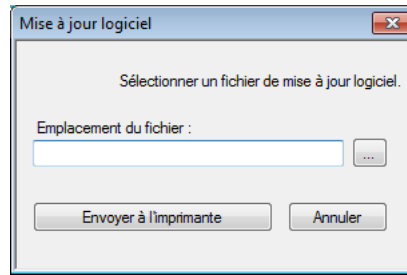 Mise à jour logiciel
Sélectionner un fichier de mise à jour logiciel.
Emplacement du fichier :
...
Envoyer à l'imprimante
Annuler